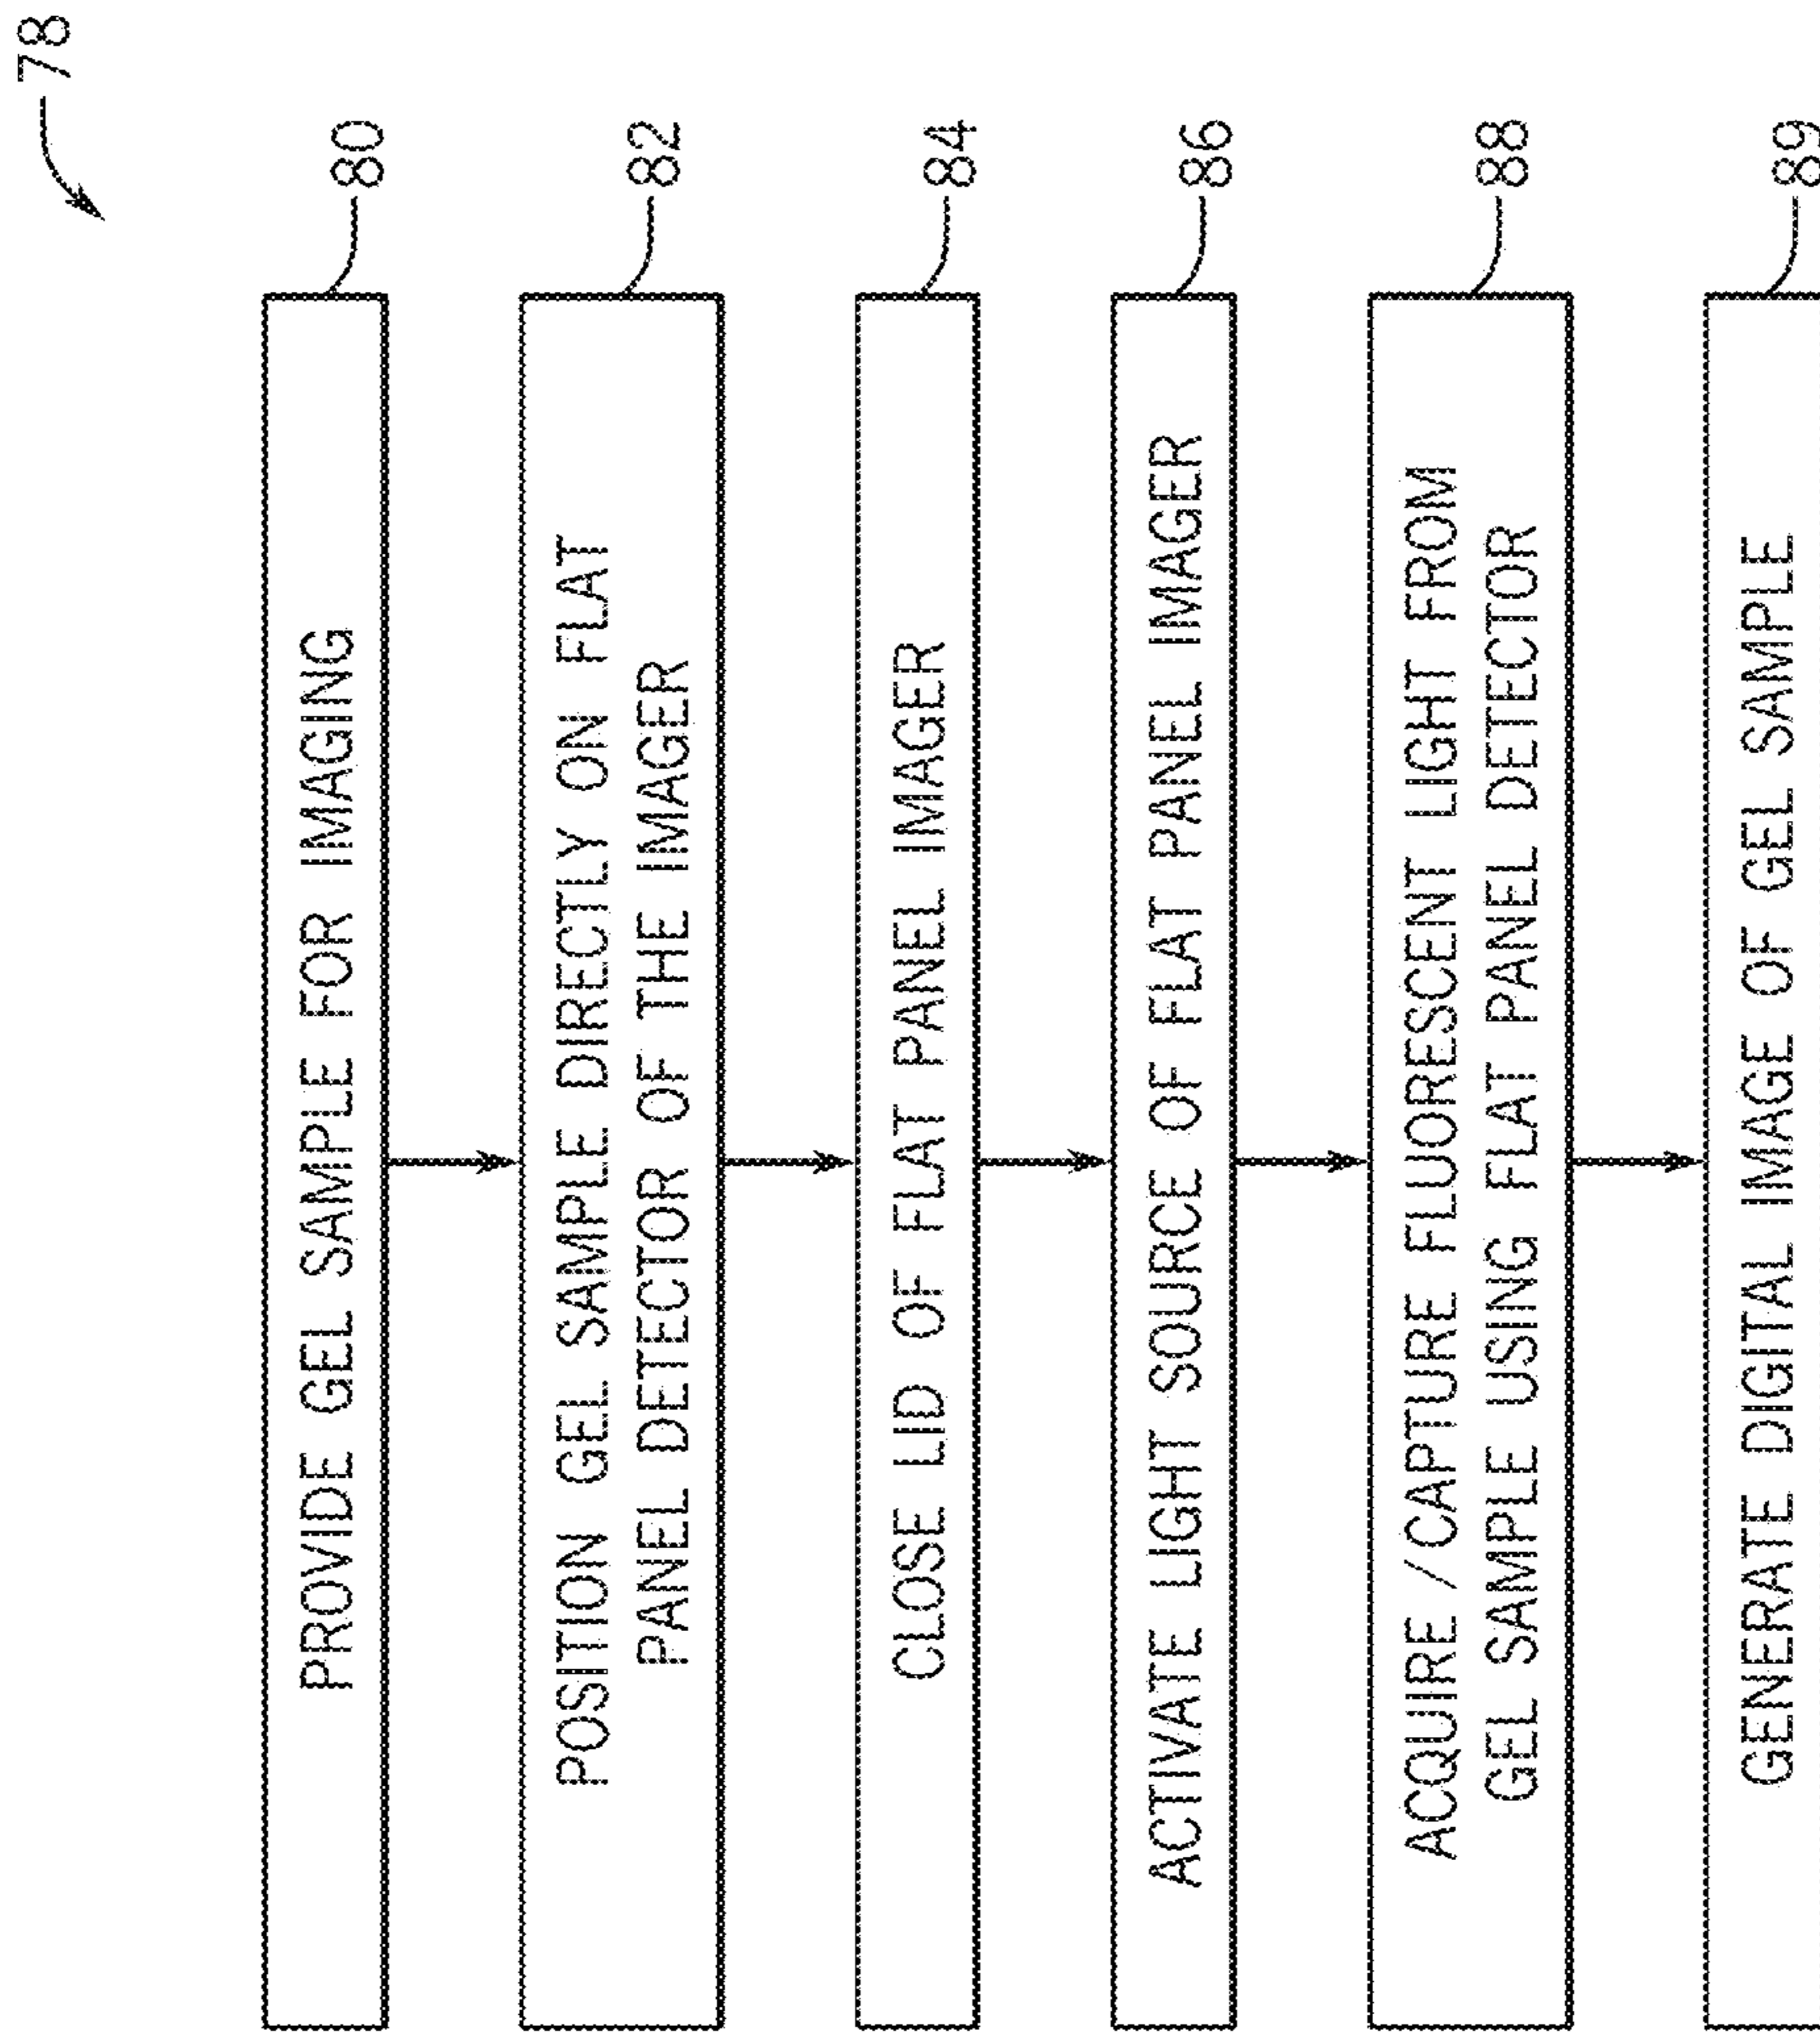 78
PROVIDE GEL SAMPLE FOR IMAGING
80
POSITION GEL SAMPLE DIRECTLY ON FLAT
PANEL DETECTOR OF THE IMAGER
82
CLOSE LID OF FLAT PANEL IMAGER
84
ACTIVATE LIGHT SOURCE OF FLAT PANEL IMAGER
86
ACQUIRE/CAPTURE FLUORESCENT LIGHT FROM
GEL SAMPLE USING FLAT PANEL DETECTOR
88
GENERATE DIGITAL IMAGE OF GEL SAMPLE
89